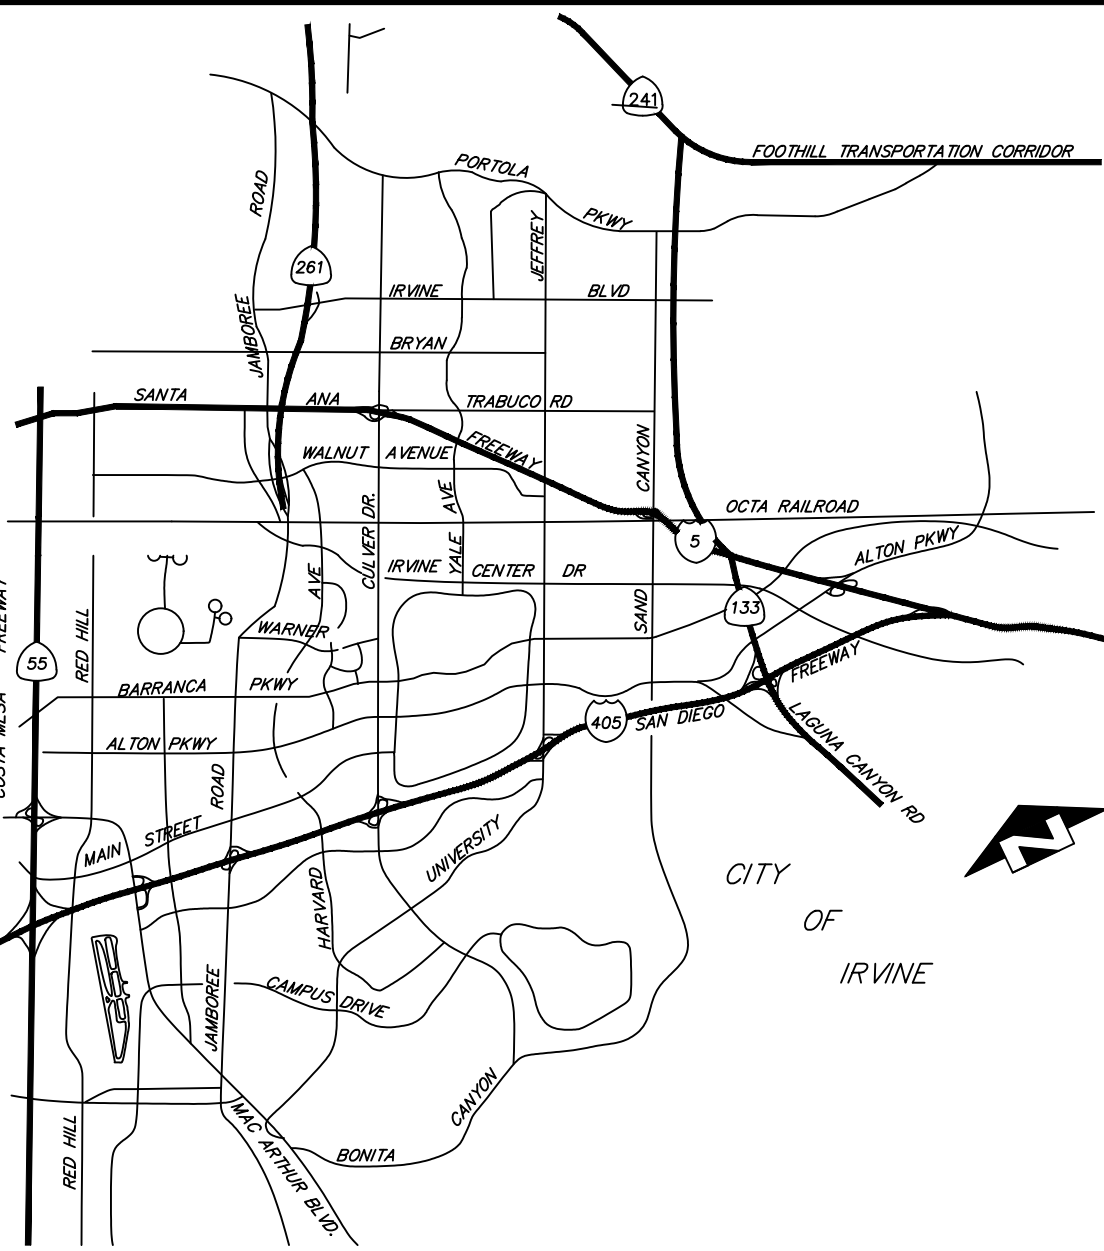 241
FOOTHILL TRANSPORTATION CORRIDOR
PORTOLA
PKWY
ROAD
JEFFREY
261
IRVINE BLVD
JAMBOREE
BRYAN
SANTA ANA
TRABUCO RD
FREEWAY
WALNUT AVENUE
CANYON
CULVER DR.
YALE AVE
OCTA RAILROAD
5
ALTON PKWY
IRVINE CENTER DR
AVE
133
SAND
WARNER
RED HILL
FREEWAY
55
COSTA MESA
BARRANCA PKWY
FREEWAY
405
SAN DIEGO
LAGUNA CANYON RD
ALTON PKWY
ROAD
MAIN STREET
UNIVERSITY
HARVARD
CITY
OF
IRVINE
N
CAMPUS DRIVE
JAMBOREE
CANYON
MAC ARTHUR BLVD.
RED HILL
BONITA